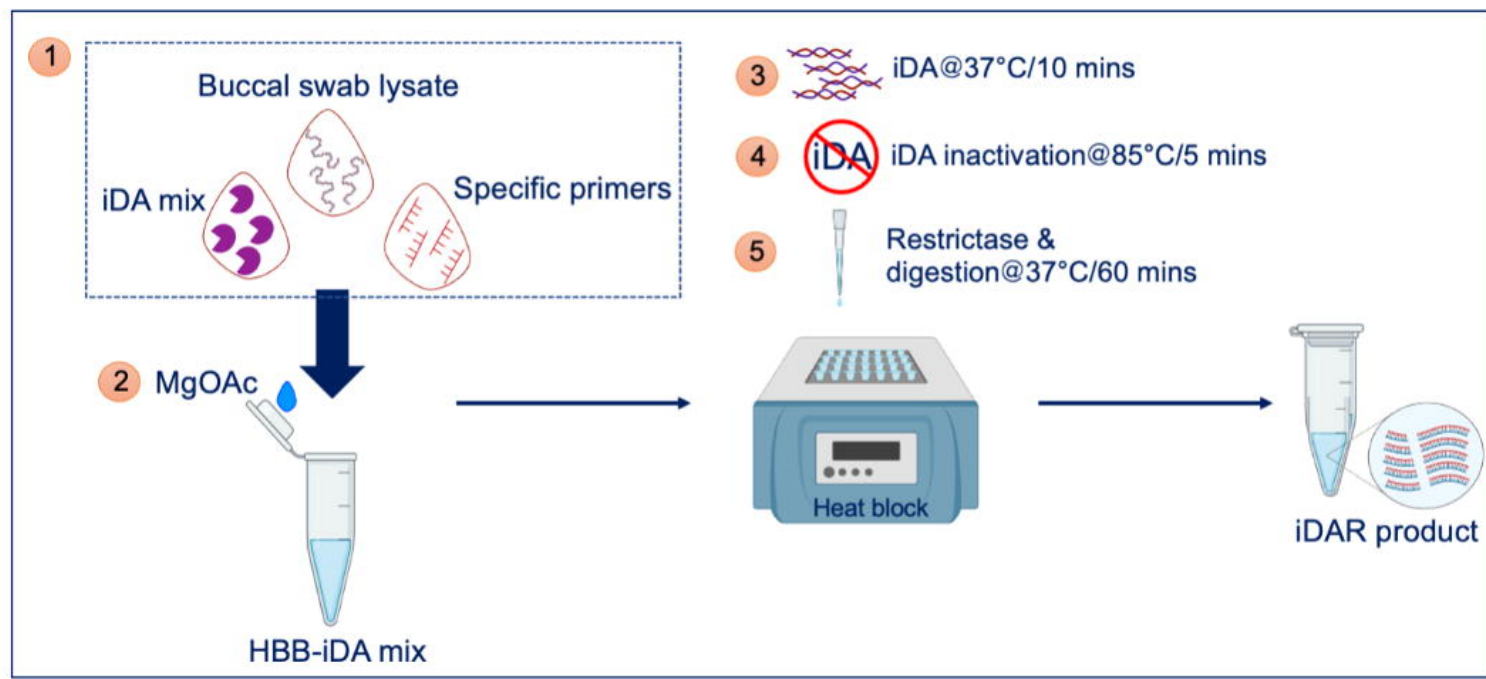 1
Buccal swab lysate
iDA mix
Specific primers
2
MgOAc
HBB-iDA mix
3
iDA@37°C/10 mins
4
iDA
iDA inactivation@85°C/5 mins
5
Restrictase &
digestion@37°C/60 mins
Heat block
iDAR product